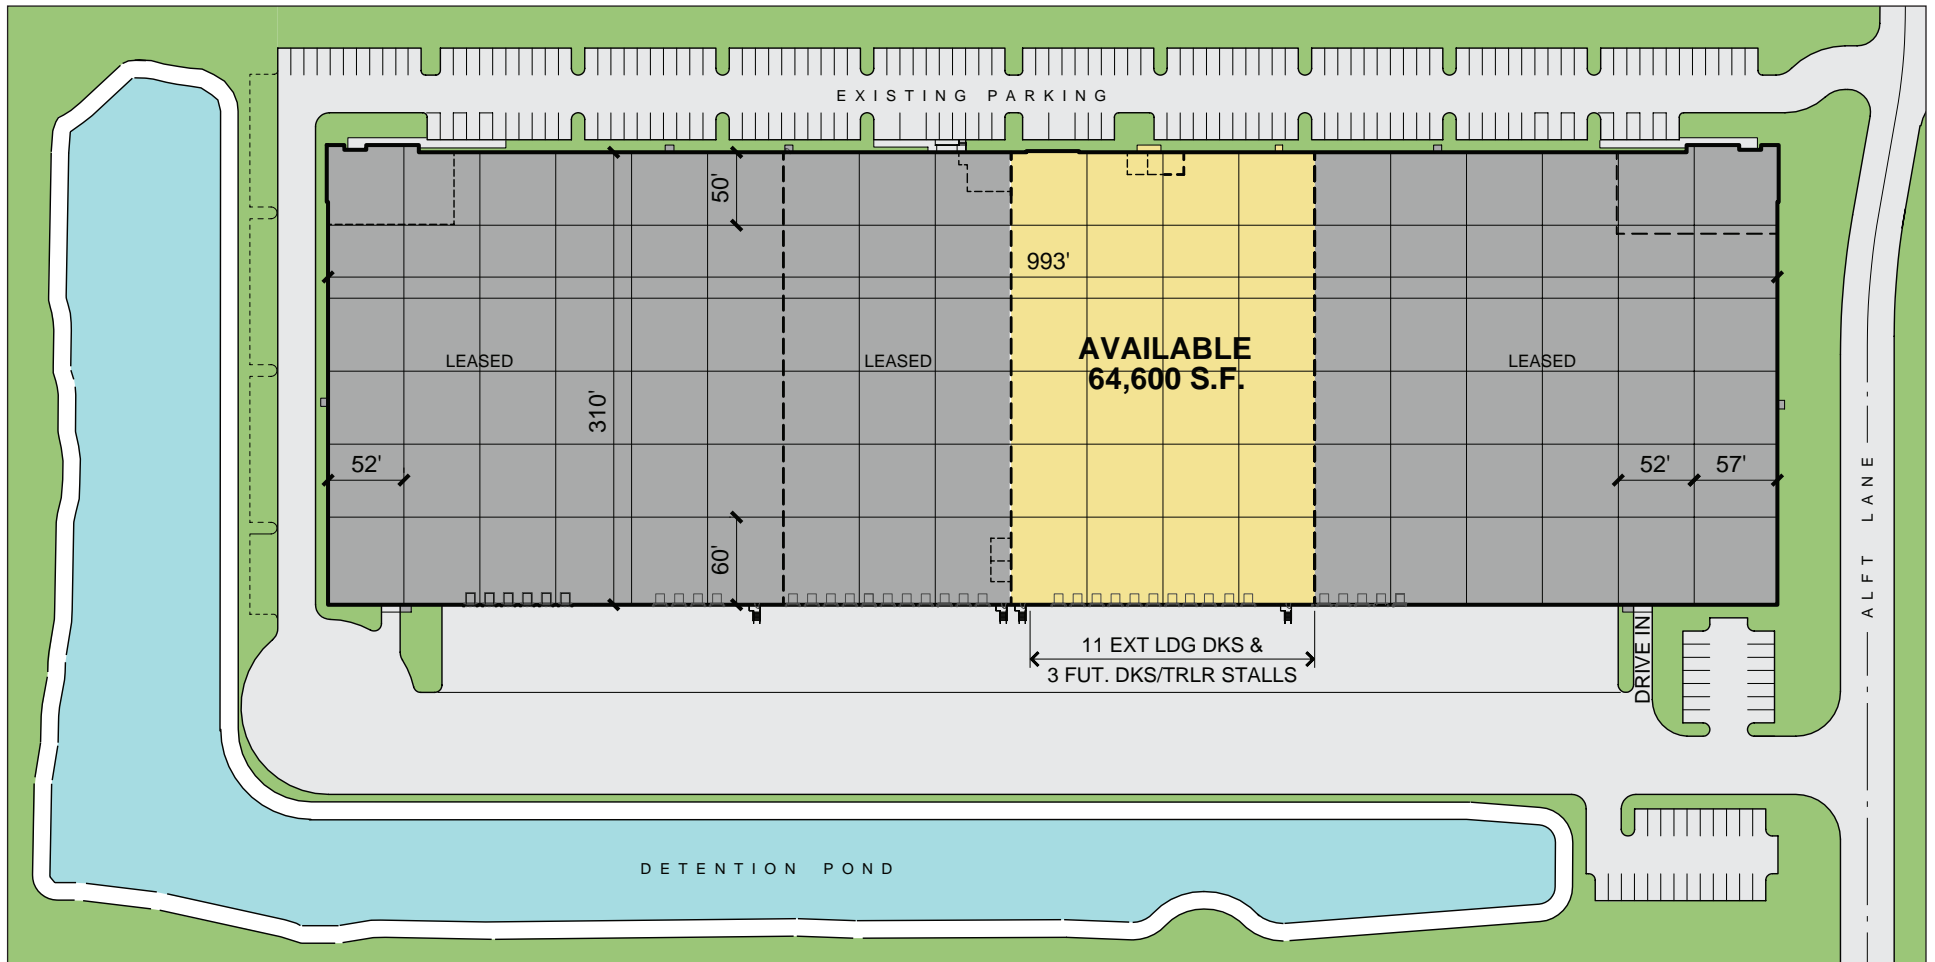 EXISTING PARKING
50'
993'
AVAILABLE
64,600 S.F.
LEASED
LEASED
LEASED
310'
52'
52'
57'
60'
11 EXT LDG DKS &
3 FUT. DKS/TRLR STALLS
DRIVE IN
ALFT LANE
DETENTION POND